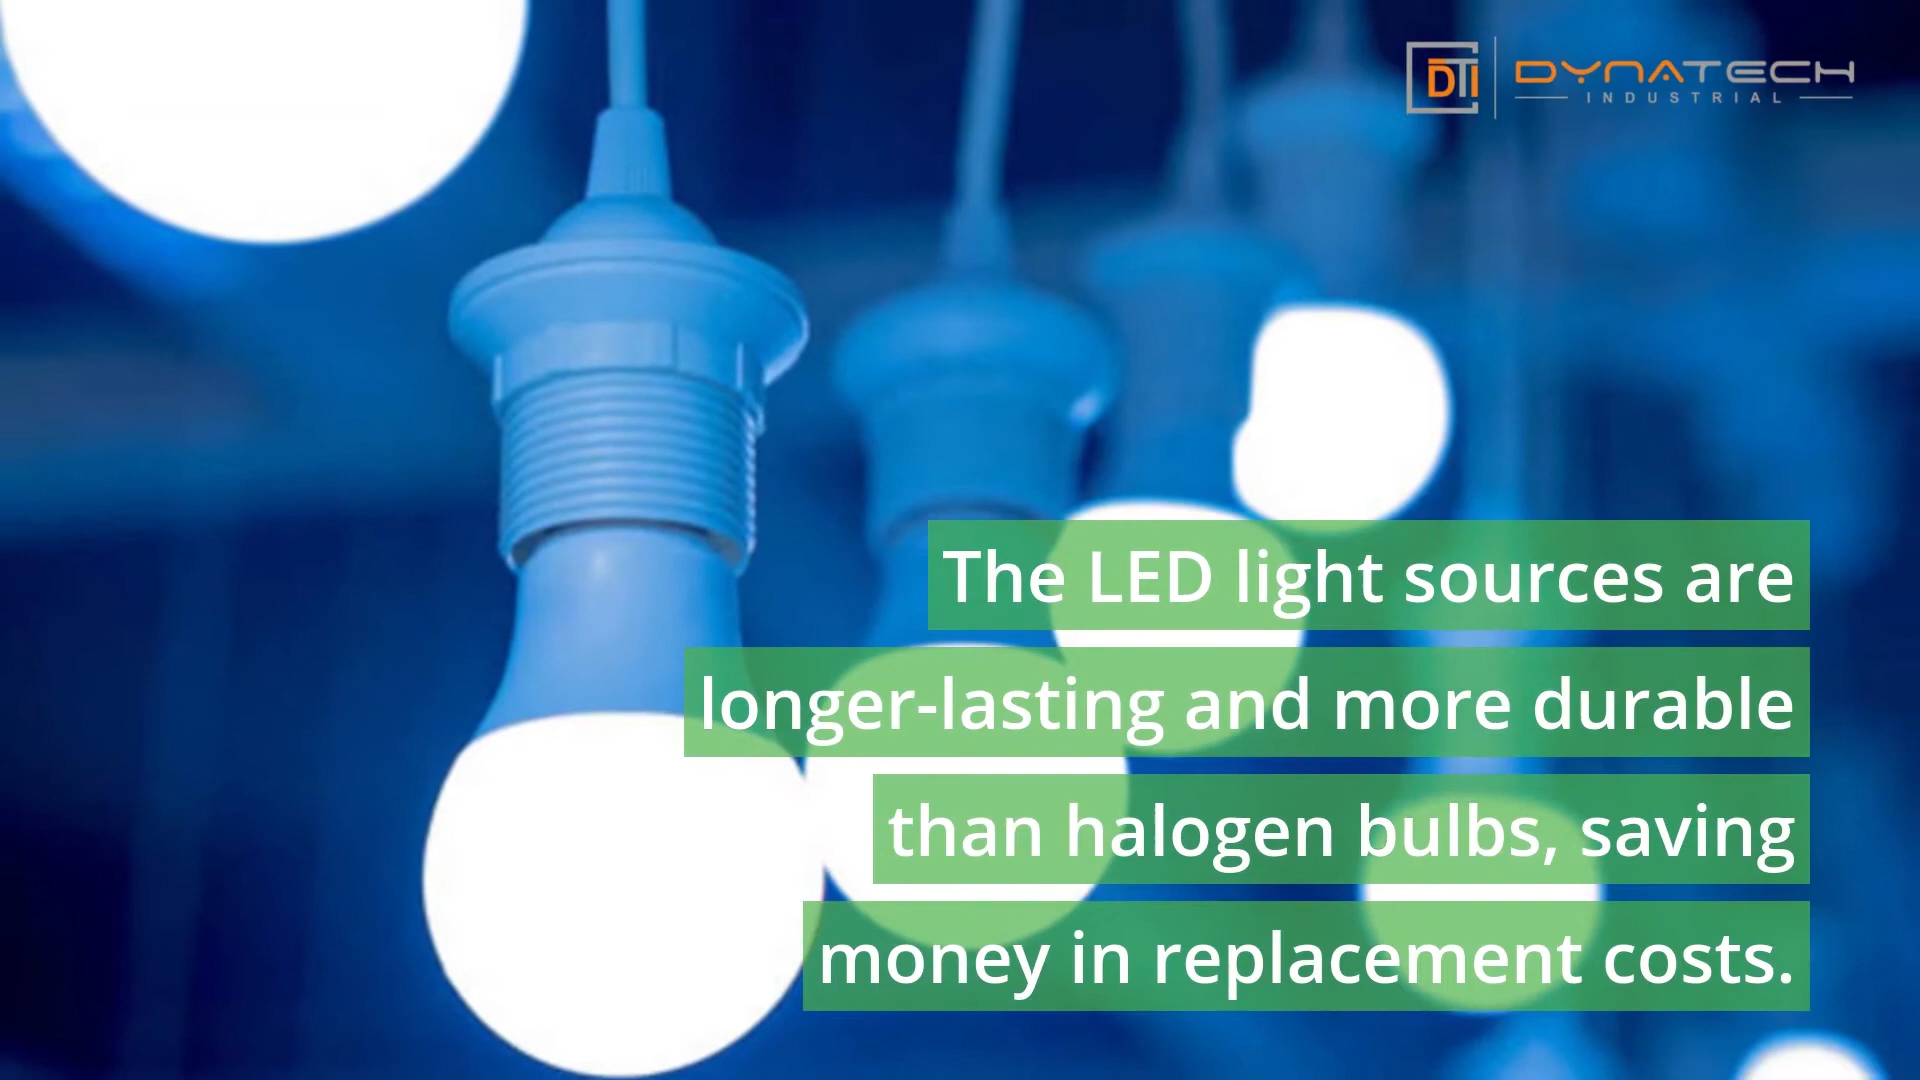 DTI
DYNATECH
INDUSTRIAL
The LED light sources are
longer-lasting and more durable
than halogen bulbs, saving
money in replacement costs.